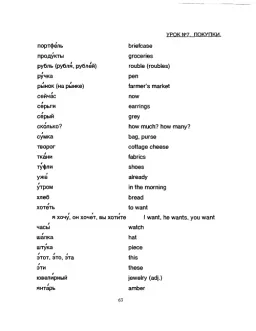 УРОК №7. ПОКУПКИ.
портфе́ль briefcase
проду́кты groceries
рубль (рубля́, рубле́й) rouble (roubles)
ру́чка pen
ры́нок (на ры́нке) farmer's market
сейча́с now
се́рьги earrings
се́рый grey
ско́лько? how much? how many?
су́мка bag, purse
творог cottage cheese
тка́ни fabrics
ту́фли shoes
уже́ already
у́тром in the morning
хлеб bread
хоте́ть to want
я хочу́, он хо́чет, вы хоти́те I want, he wants, you want
часы́ watch
ша́пка hat
шту́ка piece
э́тот, э́то, э́та this
э́ти these
ювели́рный jewelry (adj.)
янта́рь amber
63